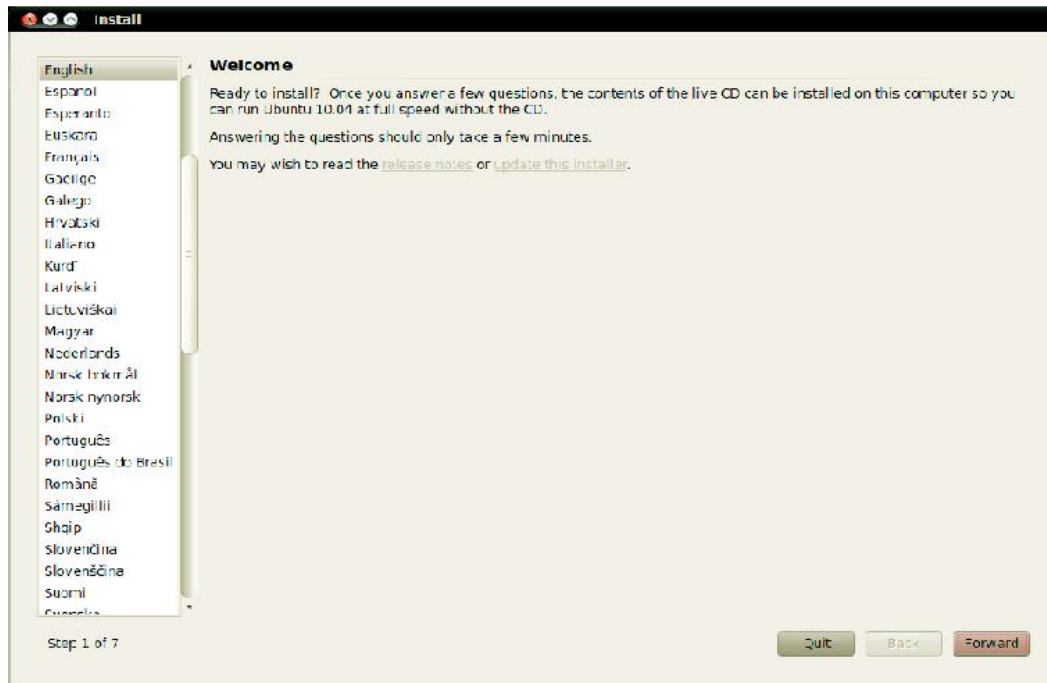 Install
English
Español
Esperanto
Euskara
Français
Gaeilge
Galego
Hrvatski
Italiano
Kurdî
Latviski
Lietuviškai
Magyar
Nederlands
Norsk bokmål
Norsk nynorsk
Polski
Português
Português do Brasil
Română
Sámegillii
Shqip
Slovenčina
Slovenščina
Suomi
Svenska
Welcome
Ready to install? Once you answer a few questions, the contents of the live CD can be installed on this computer so you
can run Ubuntu 10.04 at full speed without the CD.
Answering the questions should only take a few minutes.
You may wish to read the release notes or update this installer.
Step 1 of 7
Quit
Back
Forward